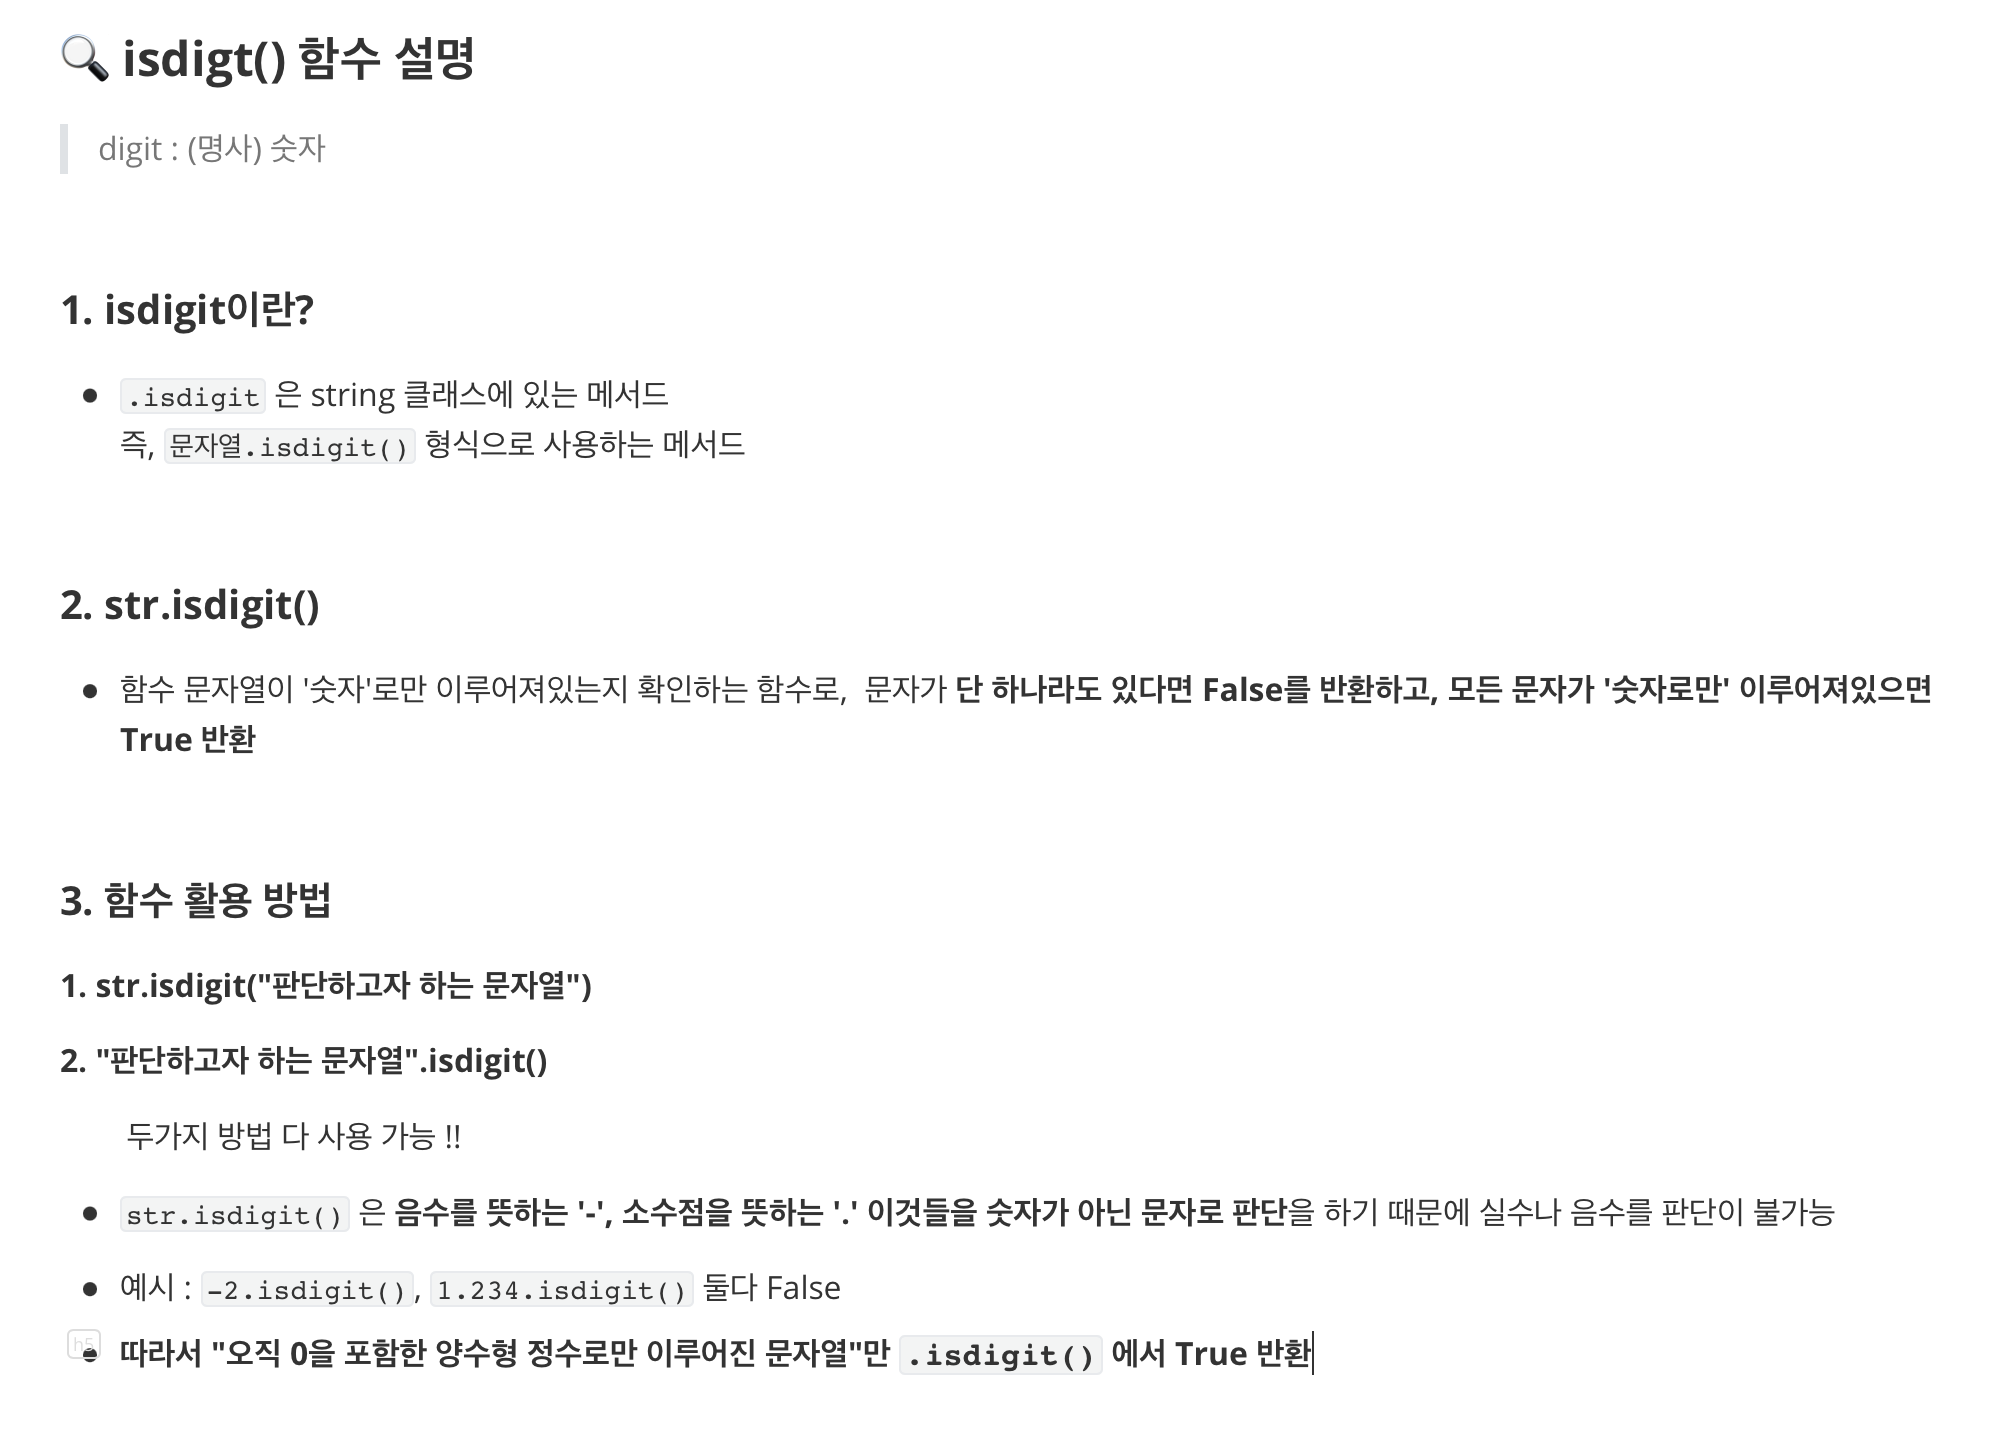 🔍 isdigt() 함수 설명
digit : (명사) 숫자
1. isdigit이란?
● .isdigit 은 string 클래스에 있는 메서드
즉, 문자열.isdigit() 형식으로 사용하는 메서드
2. str.isdigit()
● 함수 문자열이 '숫자'로만 이루어져있는지 확인하는 함수로, 문자가 단 하나라도 있다면 False를 반환하고, 모든 문자가 '숫자로만' 이루어져있으면
True 반환
3. 함수 활용 방법
1. str.isdigit("판단하고자 하는 문자열")
2. "판단하고자 하는 문자열".isdigit()
두가지 방법 다 사용 가능 !!
● str.isdigit() 은 음수를 뜻하는 '-', 소수점을 뜻하는 '.' 이것들을 숫자가 아닌 문자로 판단을 하기 때문에 실수나 음수를 판단이 불가능
● 예시 : -2.isdigit(), 1.234.isdigit() 둘다 False
h5
● 따라서 "오직 0을 포함한 양수형 정수로만 이루어진 문자열"만 .isdigit() 에서 True 반환